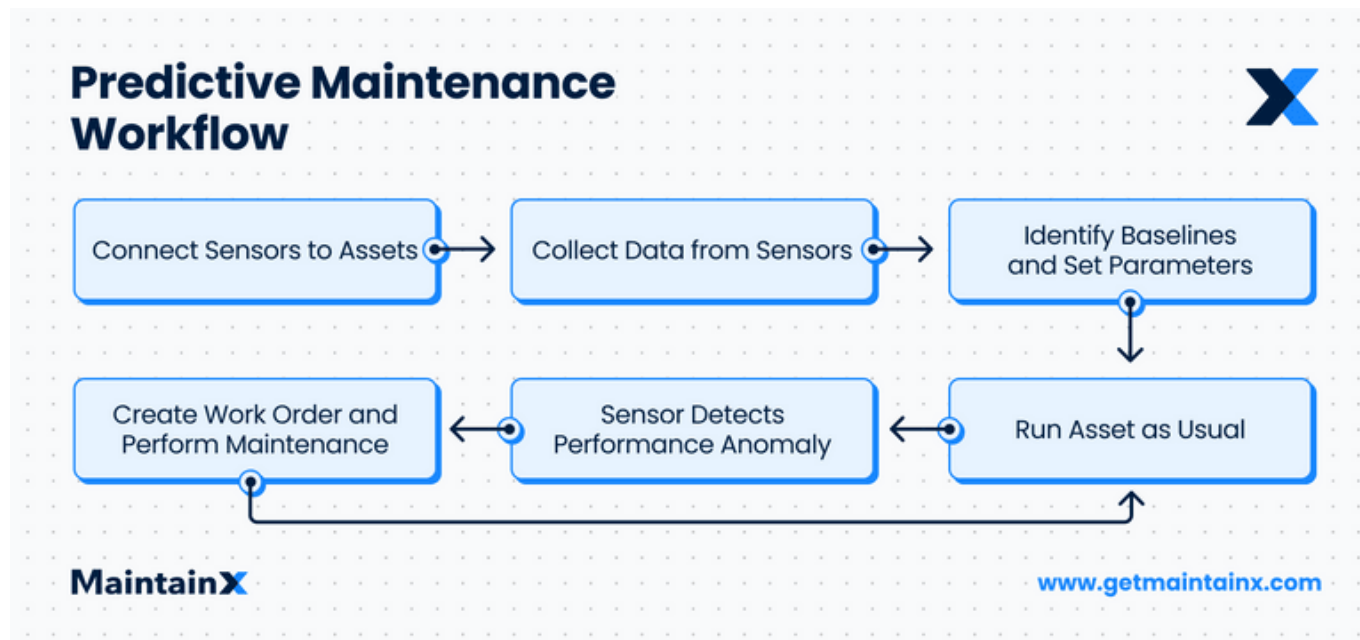 Predictive Maintenance
Workflow
Connect Sensors to Assets
Collect Data from Sensors
Identify Baselines
and Set Parameters
Run Asset as Usual
Sensor Detects
Performance Anomaly
Create Work Order and
Perform Maintenance
MaintainX
www.getmaintainx.com